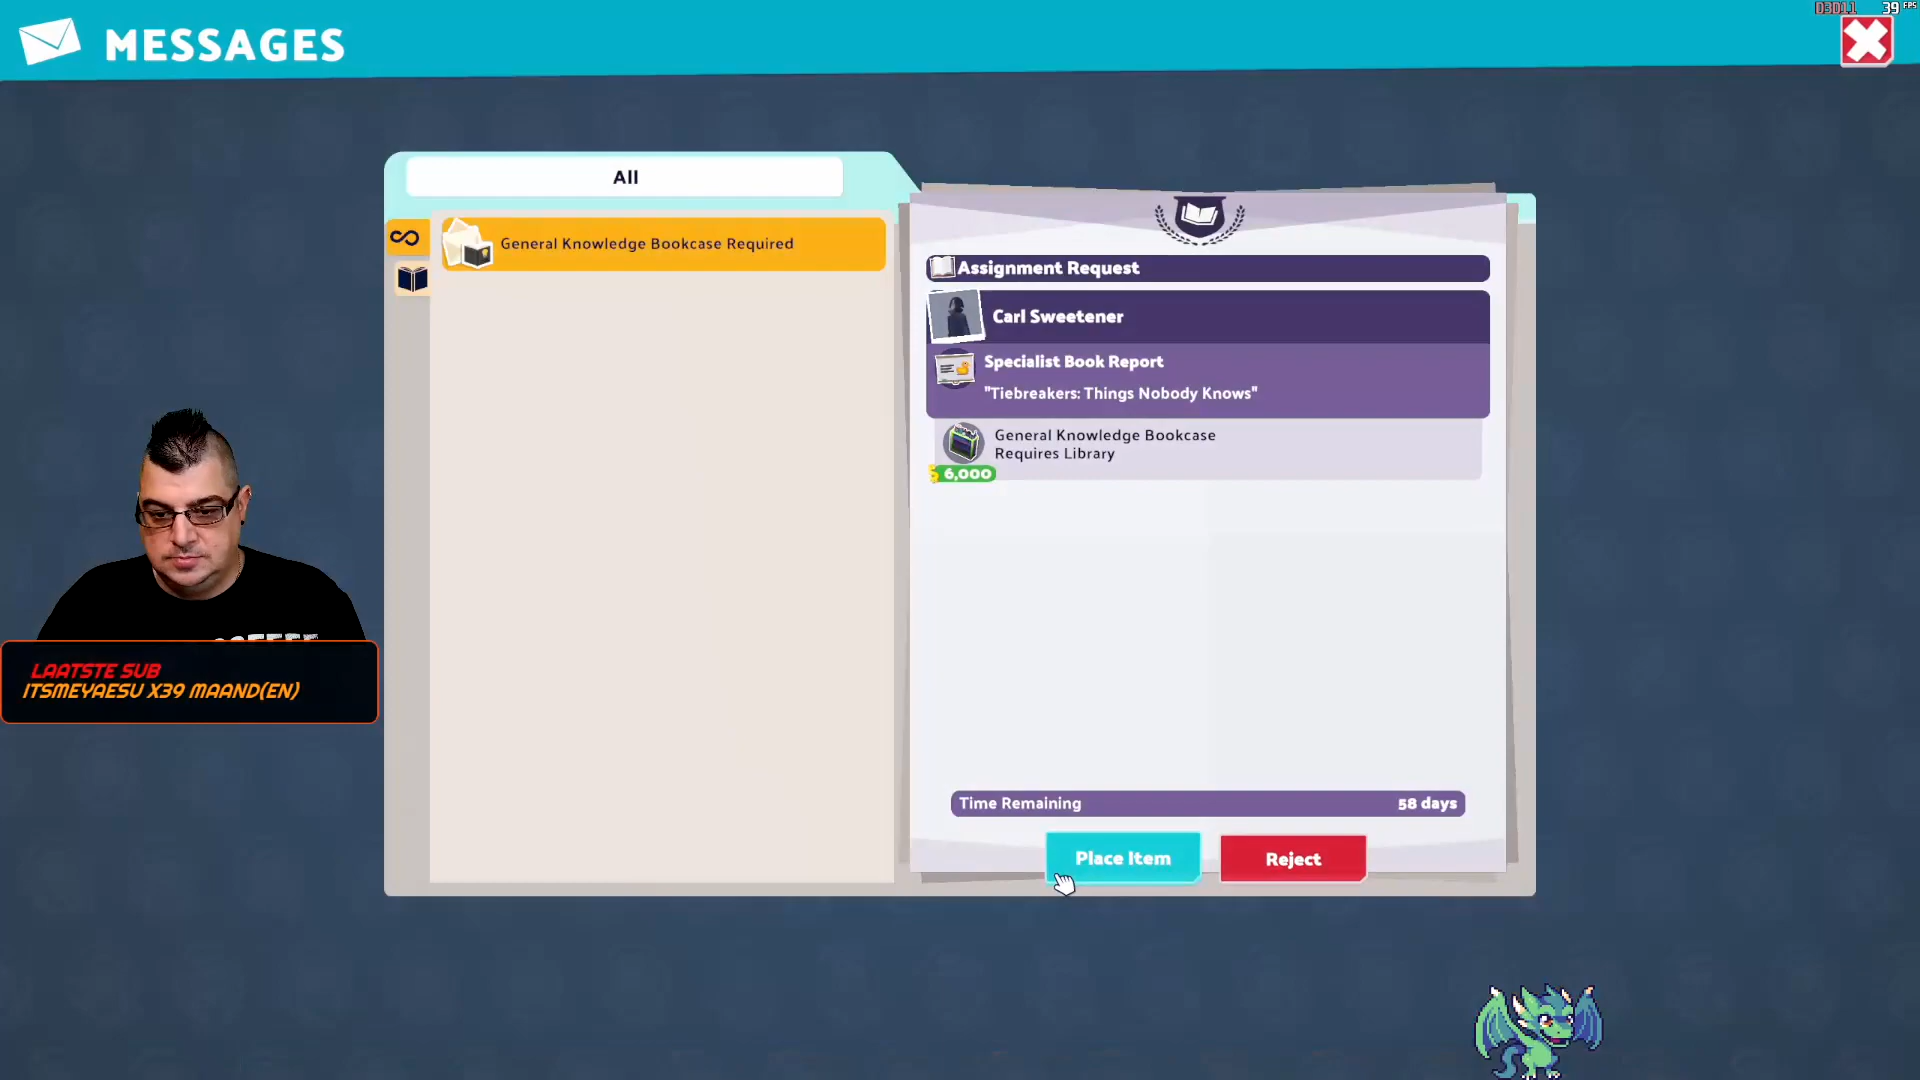 D3D11 39 FPS
MESSAGES
All
General Knowledge Bookcase Required
Assignment Request
Carl Sweetener
Specialist Book Report
"Tiebreakers: Things Nobody Knows"
General Knowledge Bookcase
Requires Library
$ 6,000
LAATSTE SUB
ITSMEYAESU X39 MAAND(EN)
Time Remaining 58 days
Place Item Reject